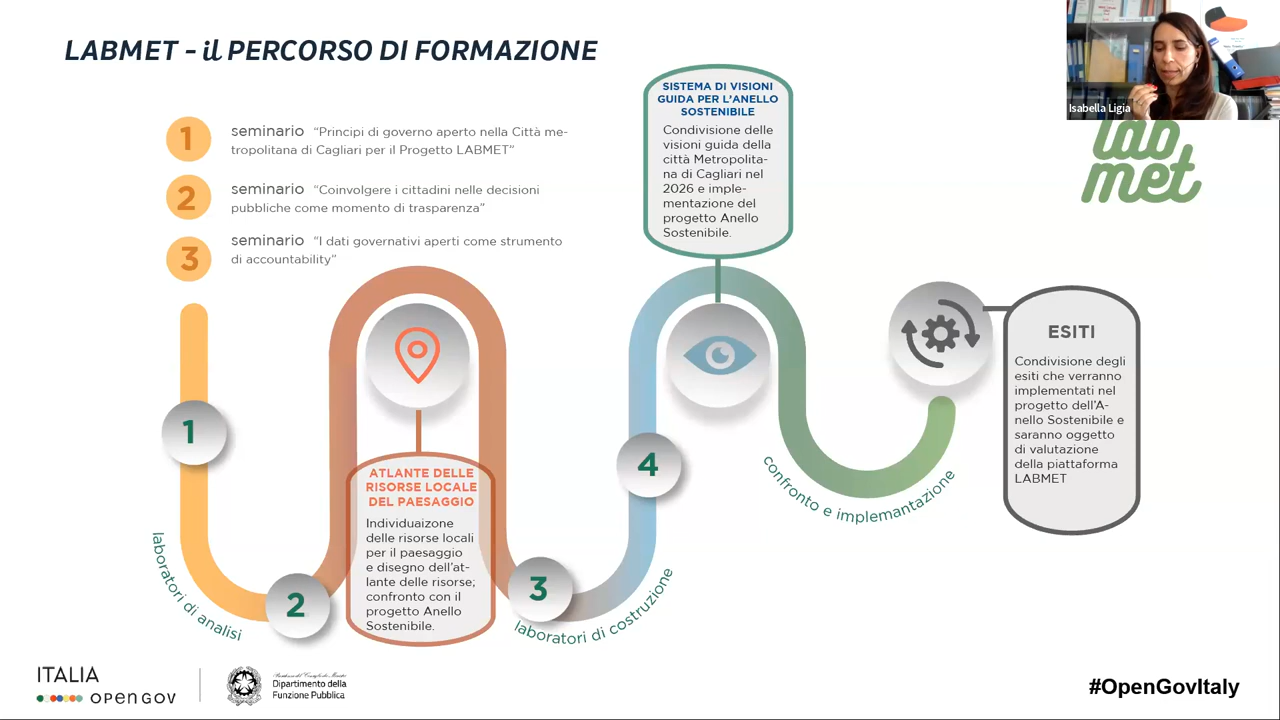 LABMET - il PERCORSO DI FORMAZIONE
Isabella Ligia
lab
met
1
seminario "Principi di governo aperto nella Città me-
tropolitana di Cagliari per il Progetto LABMET"
2
seminario "Coinvolgere i cittadini nelle decisioni
pubbliche come momento di trasparenza"
3
seminario "I dati governativi aperti come strumento
di accountability"
SISTEMA DI VISIONI
GUIDA PER L'ANELLO
SOSTENIBILE
Condivisione delle
visioni guida della
città Metropolita-
na di Cagliari nel
2026 e imple-
mentazione del
progetto Anello
Sostenibile.
1
laboratori di analisi
2
ATLANTE DELLE
RISORSE LOCALE
DEL PAESAGGIO
Individuaizone
delle risorse locali
per il paesaggio
e disegno dell'at-
lante delle risorse;
confronto con il
progetto Anello
Sostenibile.
3
laboratori di costruzione
4
confronto e implemantazione
ESITI
Condivisione degli
esiti che verranno
implementati nel
progetto dell'A-
nello Sostenibile e
saranno oggetto
di valutazione
della piattaforma
LABMET
ITALIA
OPEN GOV
Dipartimento della
Funzione Pubblica
#OpenGovItaly